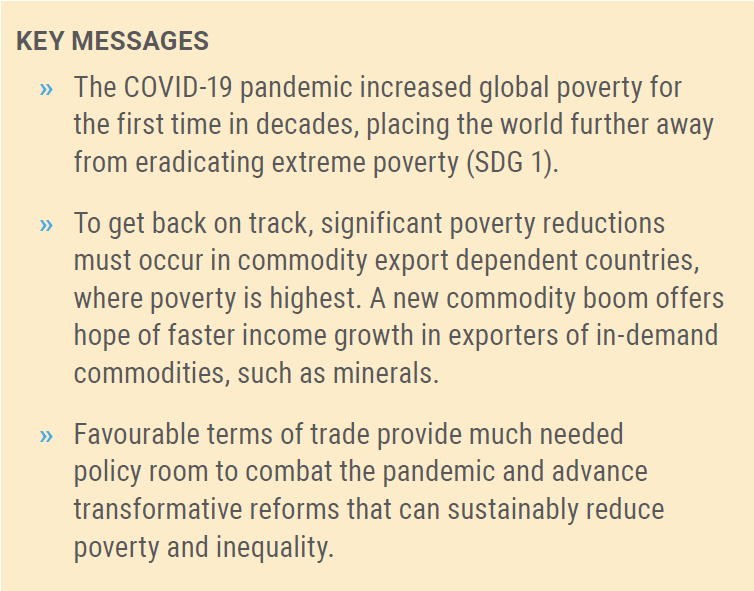 KEY MESSAGES
» The COVID-19 pandemic increased global poverty for
the first time in decades, placing the world further away
from eradicating extreme poverty (SDG 1).
» To get back on track, significant poverty reductions
must occur in commodity export dependent countries,
where poverty is highest. A new commodity boom offers
hope of faster income growth in exporters of in-demand
commodities, such as minerals.
» Favourable terms of trade provide much needed
policy room to combat the pandemic and advance
transformative reforms that can sustainably reduce
poverty and inequality.